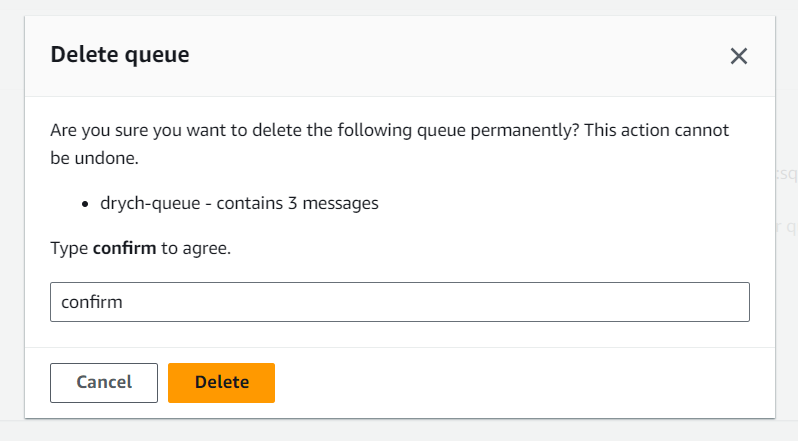 Delete queue
Are you sure you want to delete the following queue permanently? This action cannot
be undone.
• drych-queue - contains 3 messages
Type confirm to agree.
confirm
Cancel
Delete